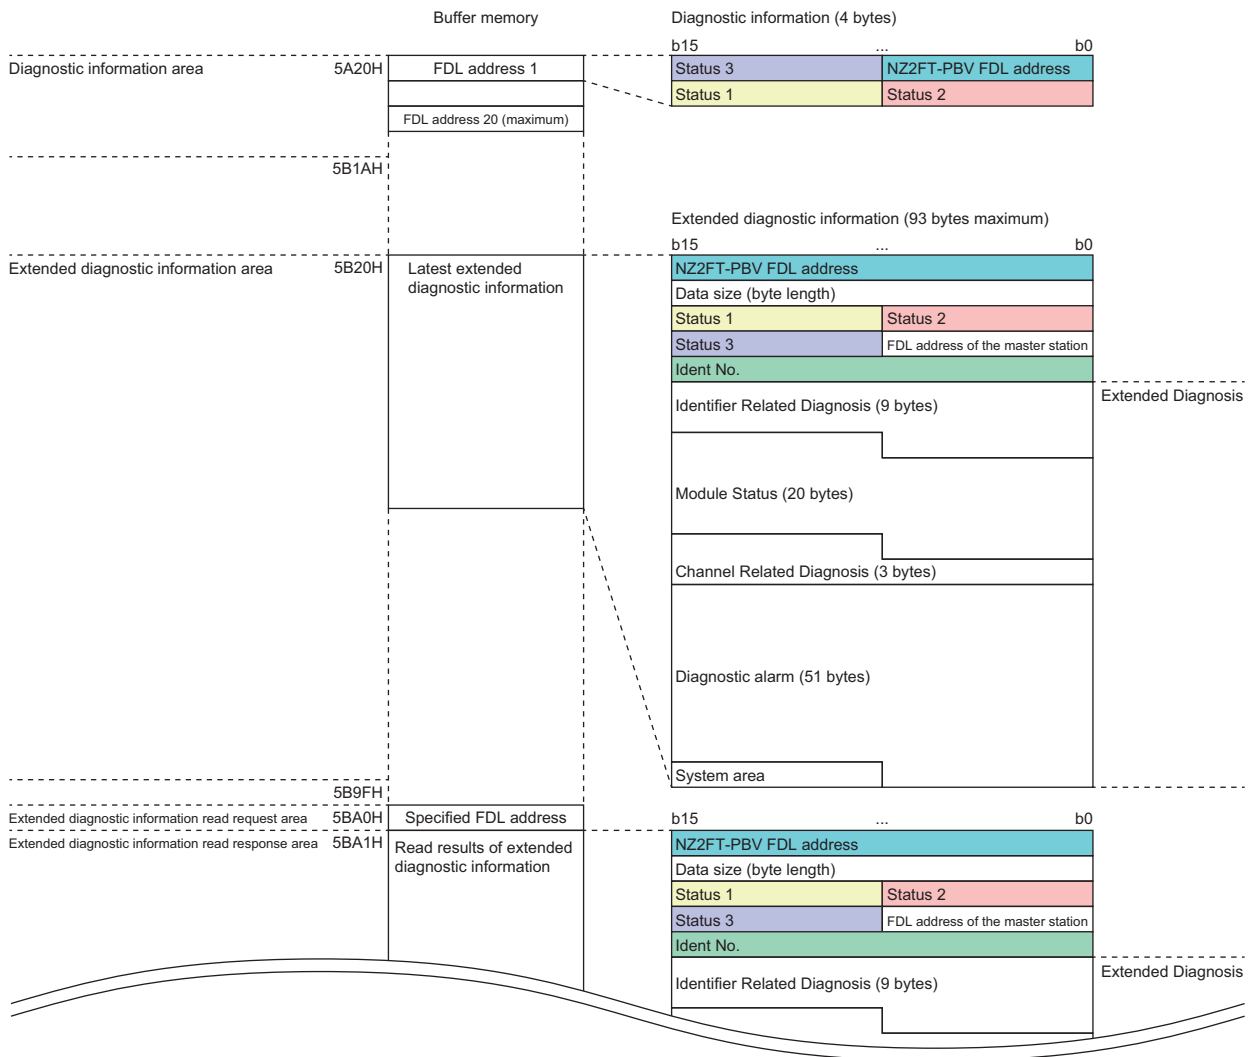 Buffer memory
Diagnostic information (4 bytes)
b15 ... b0
Diagnostic information area 5A20H FDL address 1 Status 3 NZ2FT-PBV FDL address
Status 1 Status 2
FDL address 20 (maximum)
5B1AH
Extended diagnostic information (93 bytes maximum)
b15 ... b0
Extended diagnostic information area 5B20H Latest extended
diagnostic information
NZ2FT-PBV FDL address
Data size (byte length)
Status 1 Status 2
Status 3 FDL address of the master station
Ident No.
Extended Diagnosis
Identifier Related Diagnosis (9 bytes)
Module Status (20 bytes)
Channel Related Diagnosis (3 bytes)
Diagnostic alarm (51 bytes)
System area
5B9FH
Extended diagnostic information read request area 5BA0H Specified FDL address
b15 ... b0
Extended diagnostic information read response area 5BA1H Read results of extended
diagnostic information
NZ2FT-PBV FDL address
Data size (byte length)
Status 1 Status 2
Status 3 FDL address of the master station
Ident No.
Extended Diagnosis
Identifier Related Diagnosis (9 bytes)